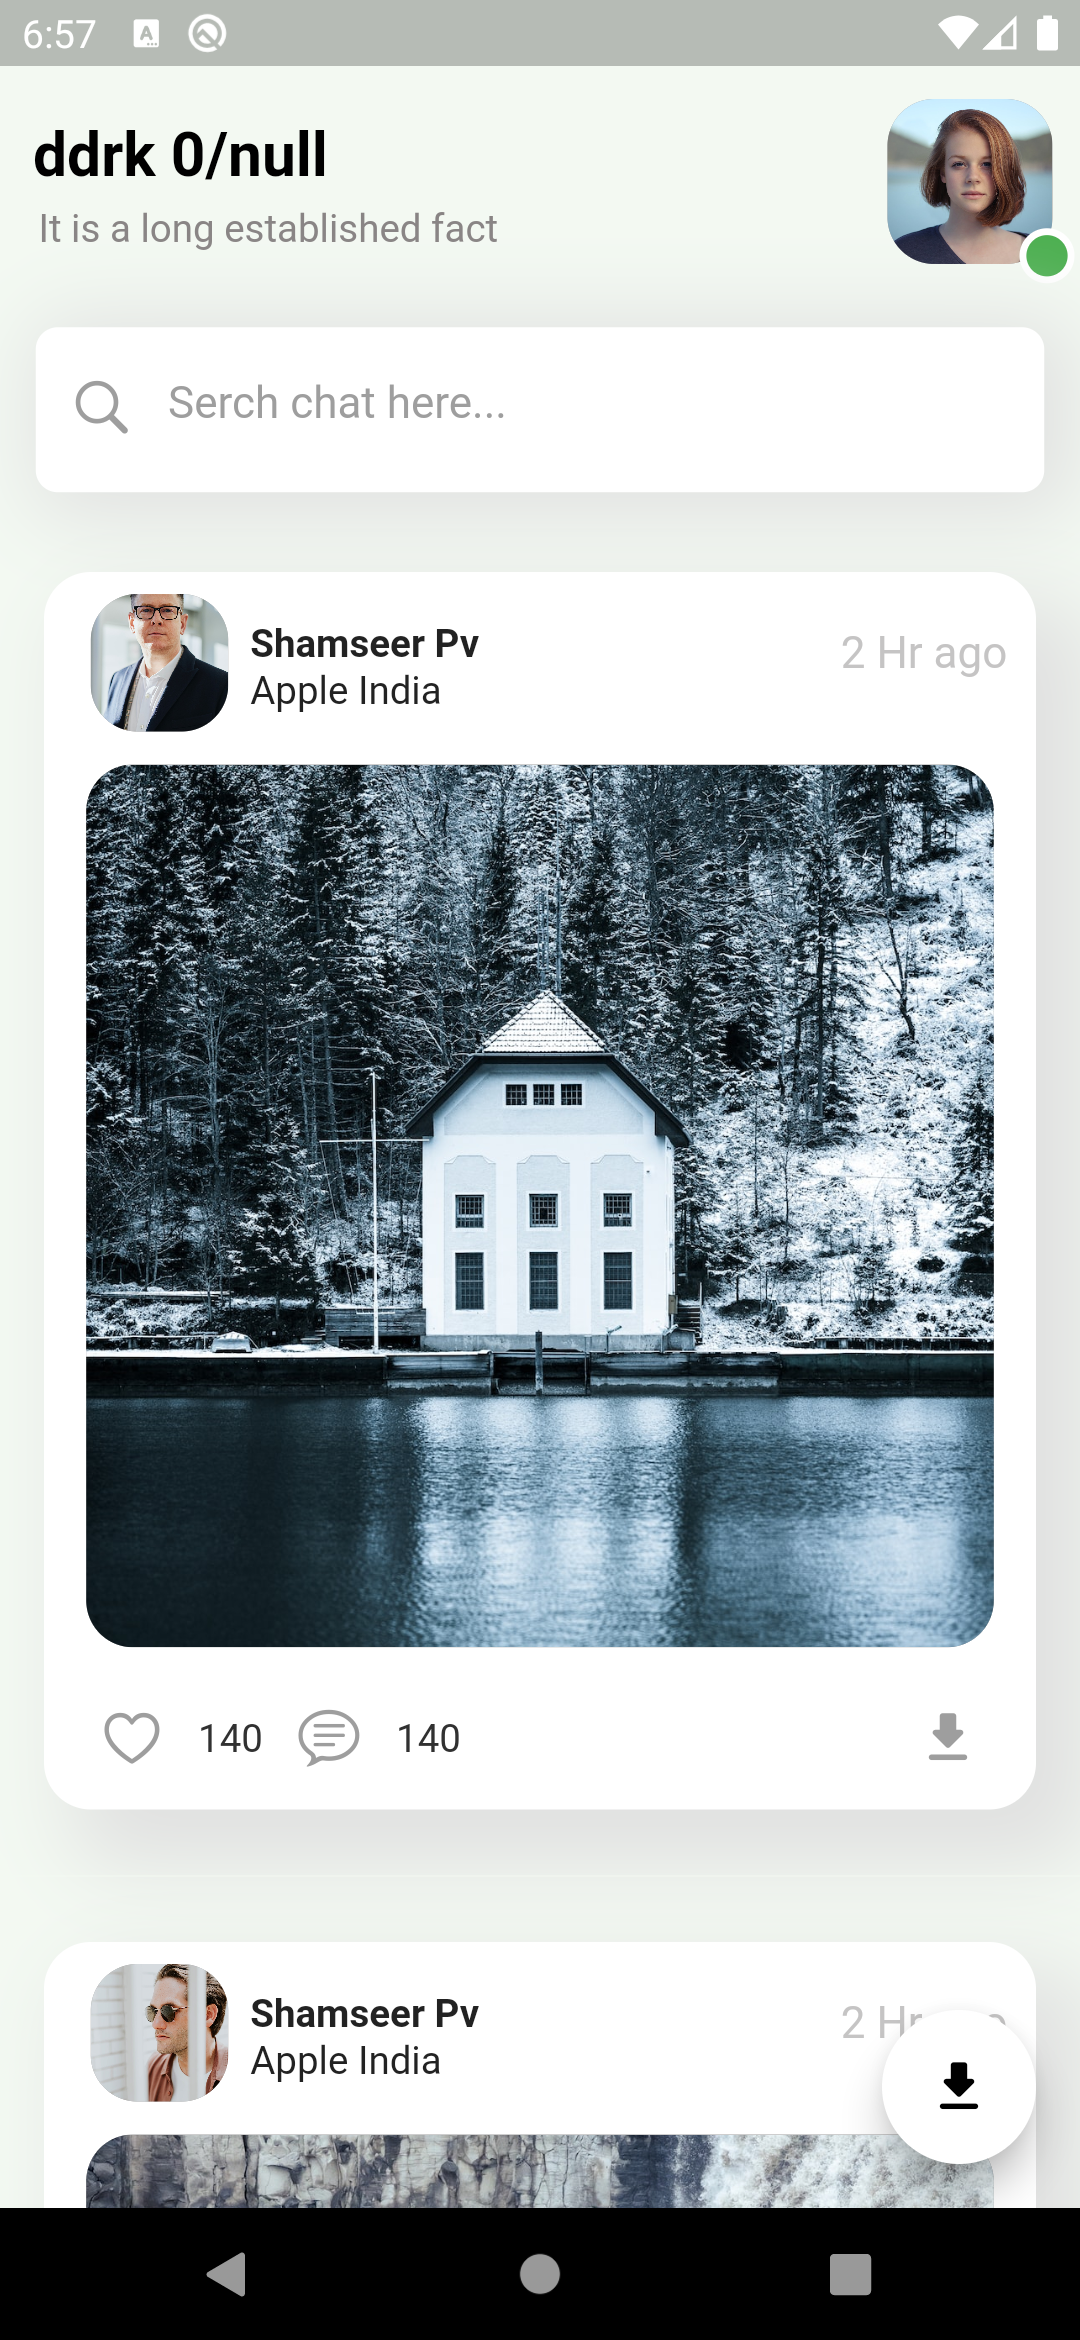 6:57
ddrk 0/null
It is a long established fact
Serch chat here...
Shamseer Pv
2 Hr ago
Apple India
140 140
Shamseer Pv
2 Hr
Apple India